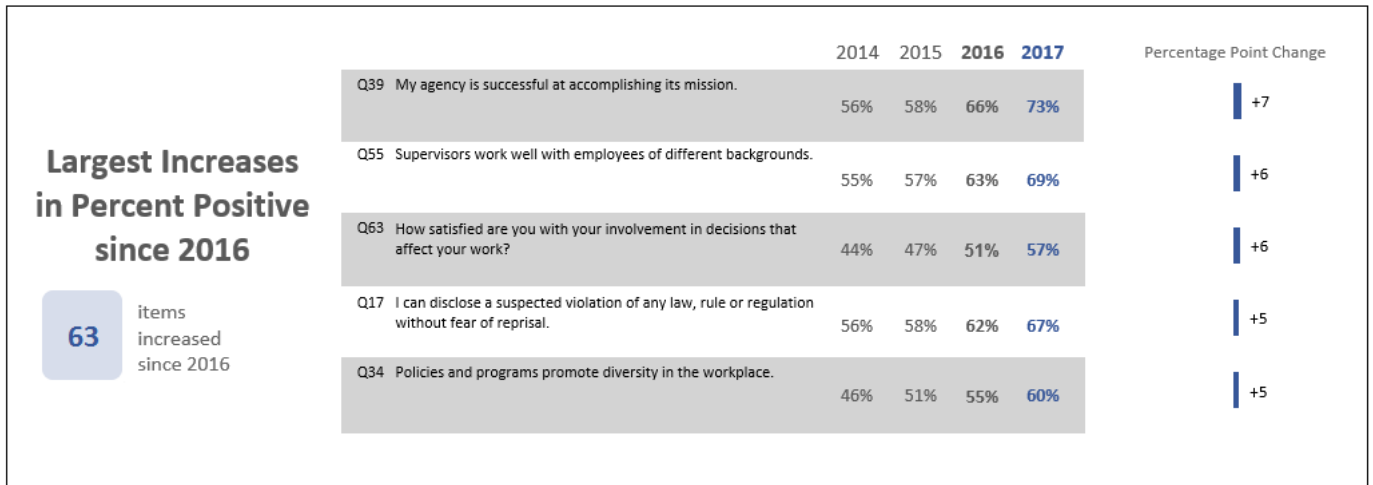 2014 2015 2016 2017 Percentage Point Change
Largest Increases
in Percent Positive
since 2016
63
items
increased
since 2016
Q39 My agency is successful at accomplishing its mission.
56% 58% 66% 73% +7
Q55 Supervisors work well with employees of different backgrounds.
55% 57% 63% 69% +6
Q63 How satisfied are you with your involvement in decisions that
affect your work?
44% 47% 51% 57% +6
Q17 I can disclose a suspected violation of any law, rule or regulation
without fear of reprisal.
56% 58% 62% 67% +5
Q34 Policies and programs promote diversity in the workplace.
46% 51% 55% 60% +5